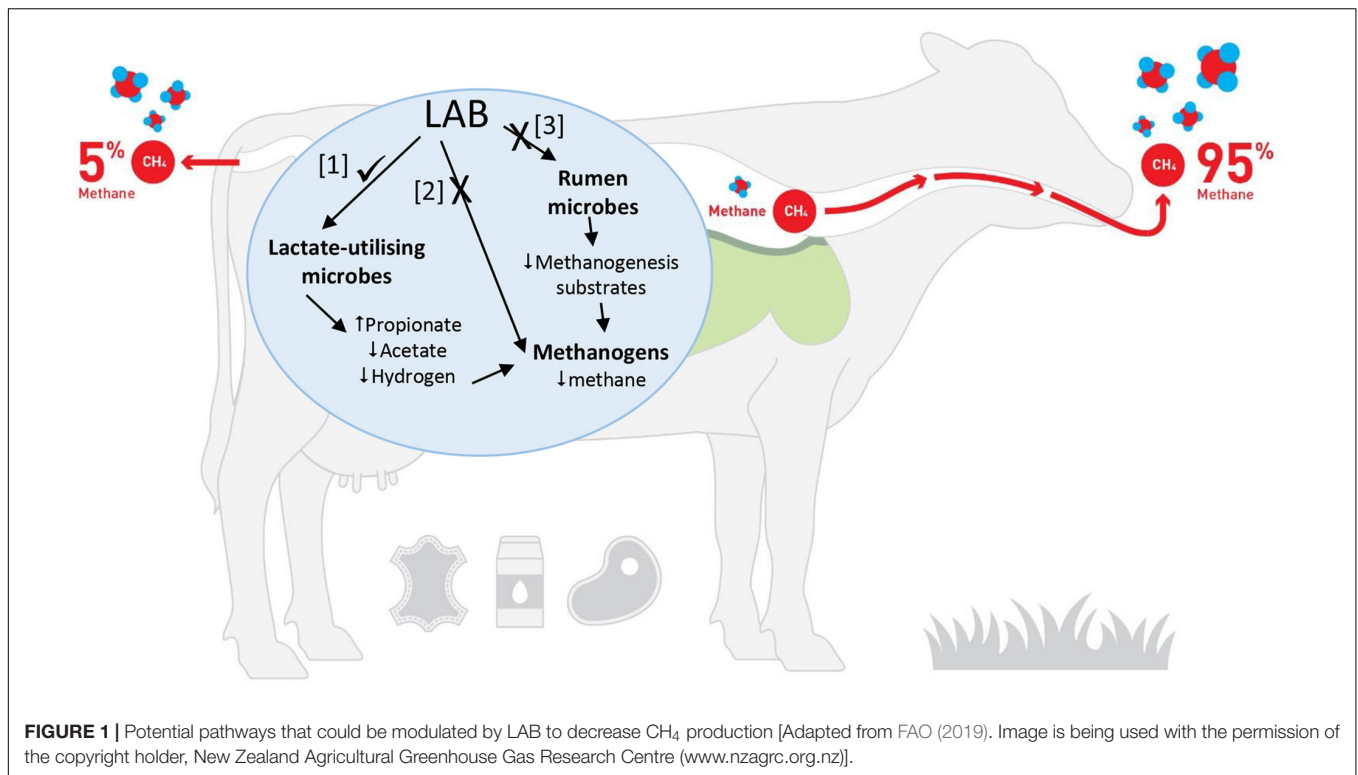 LAB
[1] ✓
[2] X
X [3]
Lactate-utilising
microbes
↑Propionate
↓Acetate
↓Hydrogen
Rumen
microbes
↓Methanogenesis
substrates
Methanogens
↓methane
5%
Methane
CH₄
Methane
CH₄
CH₄
95%
Methane
FIGURE 1 | Potential pathways that could be modulated by LAB to decrease CH₄ production [Adapted from FAO (2019). Image is being used with the permission of
the copyright holder, New Zealand Agricultural Greenhouse Gas Research Centre (www.nzagrc.org.nz)].